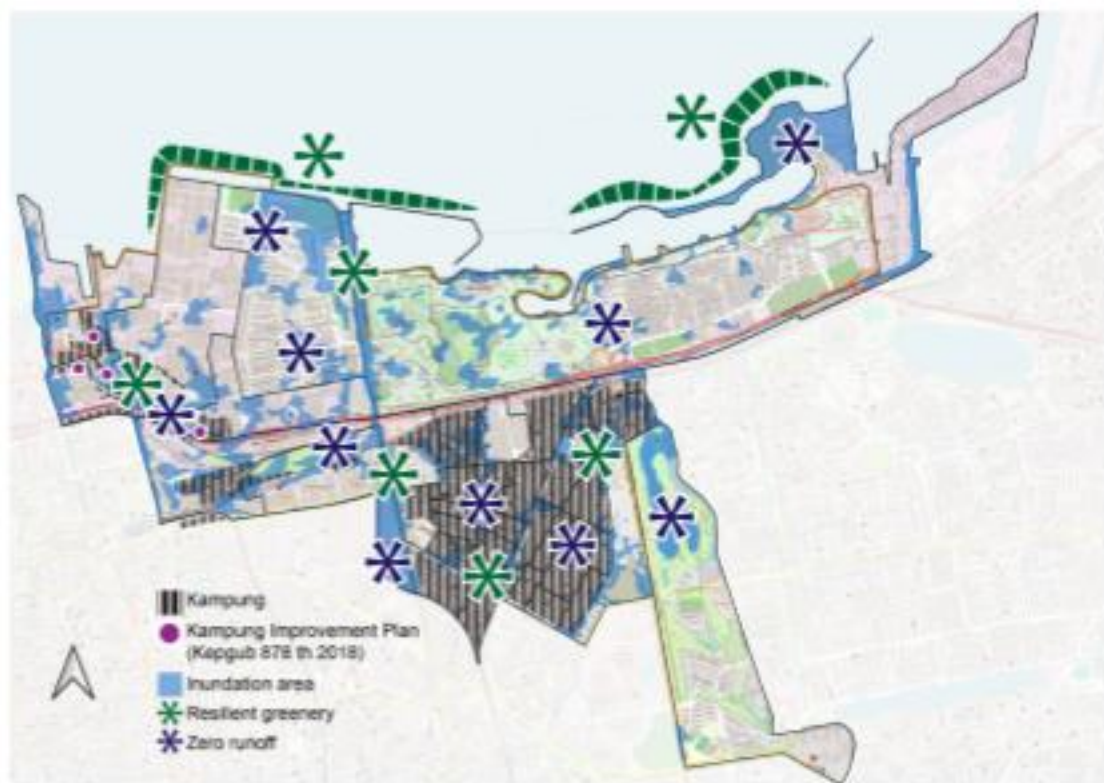 Kampung
Kampung Improvement Plan
(Kepgub 878 th 2018)
Inundation area
Resilient greenery
Zero runoff